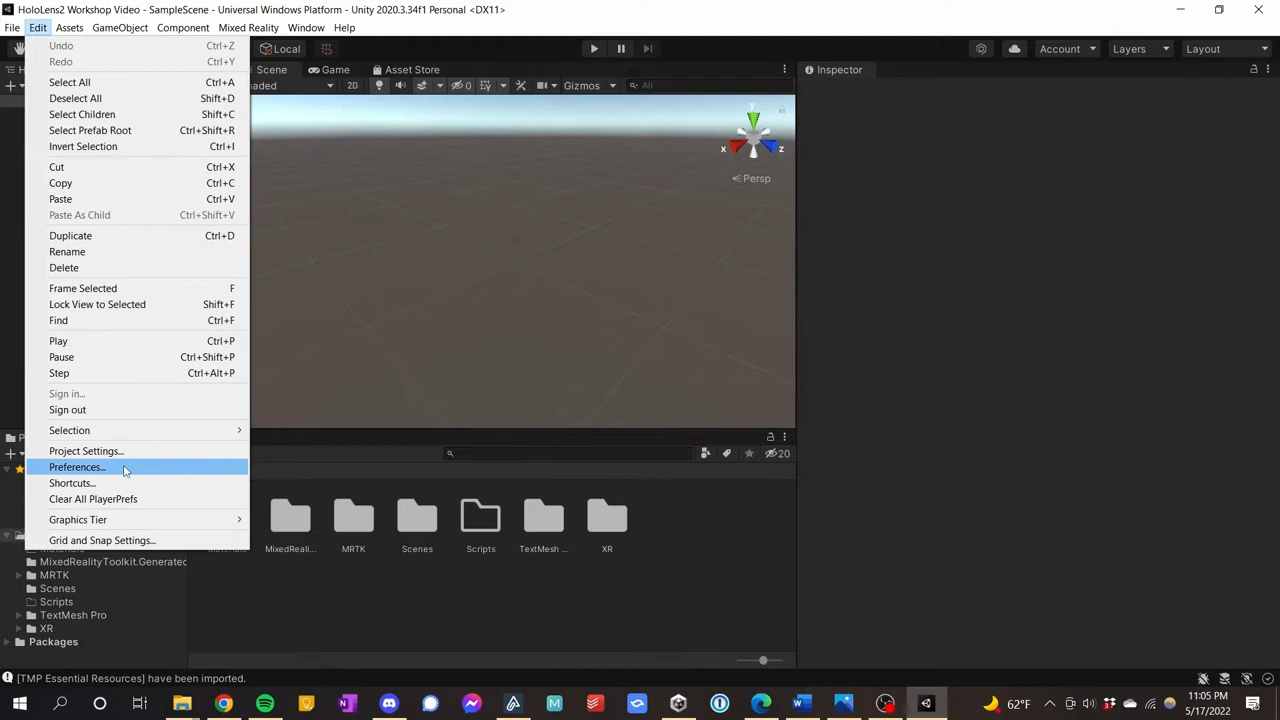 HoloLens2 Workshop Video - SampleScene - Universal Windows Platform - Unity 2020.3.34f1 Personal <DX11>
File Edit Assets GameObject Component Mixed Reality Window Help
Local
Account
Layers
Layout
Scene
Game
Asset Store
Inspector
2D
0
Gizmos
All
y
x
z
Persp
Undo Ctrl+Z
Redo Ctrl+Y
Select All Ctrl+A
Deselect All Shift+D
Select Children Shift+C
Select Prefab Root Ctrl+Shift+R
Invert Selection Ctrl+I
Cut Ctrl+X
Copy Ctrl+C
Paste Ctrl+V
Paste As Child Ctrl+Shift+V
Duplicate Ctrl+D
Rename
Delete
Frame Selected F
Lock View to Selected Shift+F
Find Ctrl+F
Play Ctrl+P
Pause Ctrl+Shift+P
Step Ctrl+Alt+P
Sign in...
Sign out
Selection
Project Settings...
Preferences...
Shortcuts...
Clear All PlayerPrefs
Graphics Tier
Grid and Snap Settings...
20
MixedReali...
MRTK
Scenes
Scripts
TextMesh ...
XR
MixedRealityToolkit.Generated
MRTK
Scenes
Scripts
TextMesh Pro
XR
Packages
[TMP Essential Resources] have been imported.
62°F
11:05 PM
5/17/2022